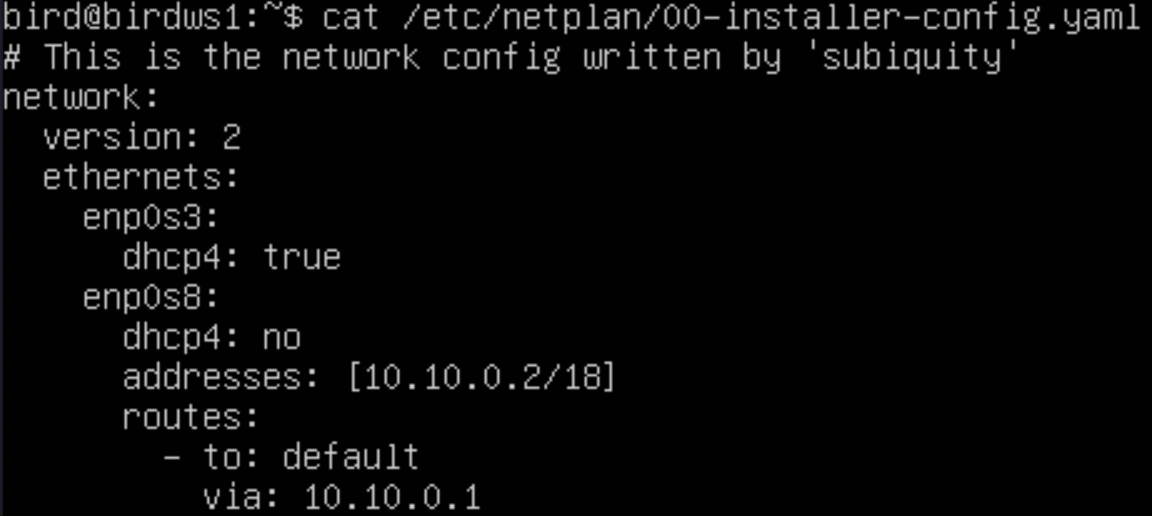 bird@birdws1:~$ cat /etc/netplan/00-installer-config.yaml
# This is the network config written by 'subiquity'
network:
  version: 2
  ethernets:
    enp0s3:
      dhcp4: true
    enp0s8:
      dhcp4: no
      addresses: [10.10.0.2/18]
      routes:
        - to: default
          via: 10.10.0.1